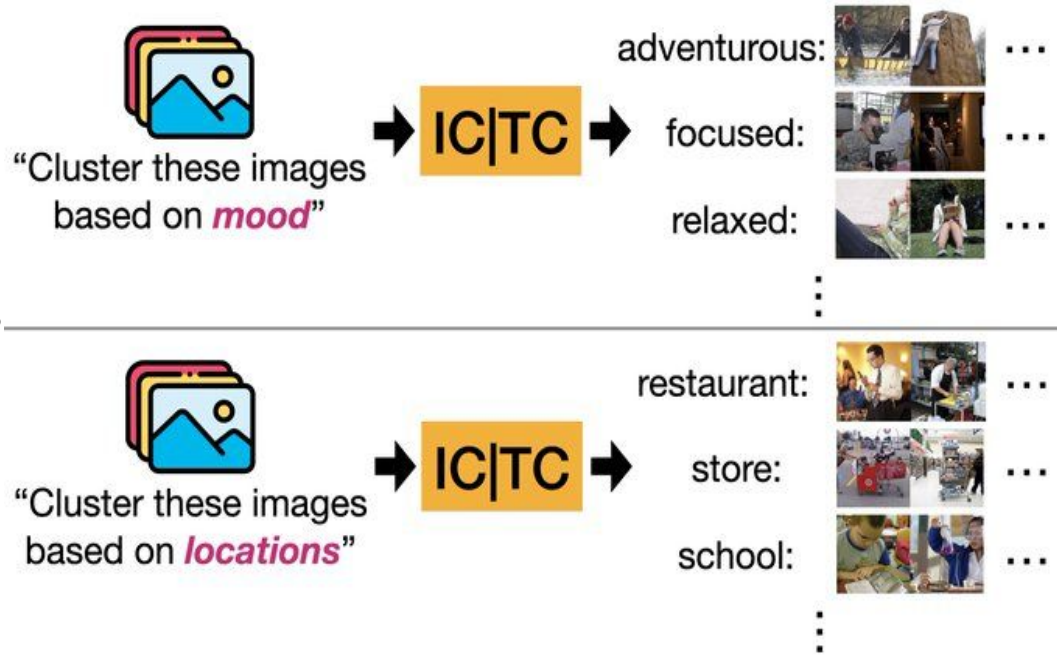 “Cluster these images
based on mood”
IC|TC
adventurous:
focused:
relaxed:
“Cluster these images
based on locations”
IC|TC
restaurant:
store:
school: